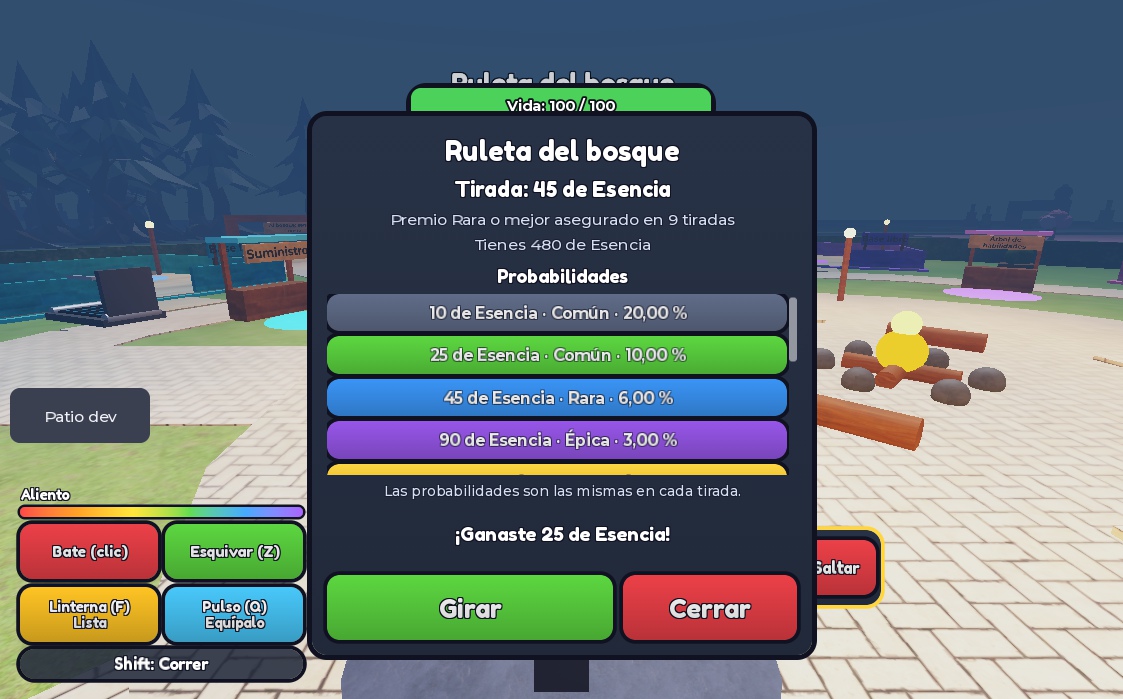 Ruleta del bosque
Vida: 100 / 100
Ruleta del bosque
Tirada: 45 de Esencia
Premio Rara o mejor asegurado en 9 tiradas
Tienes 480 de Esencia
Probabilidades
10 de Esencia · Común · 20,00 %
25 de Esencia · Común · 10,00 %
45 de Esencia · Rara · 6,00 %
90 de Esencia · Épica · 3,00 %
Las probabilidades son las mismas en cada tirada.
¡Ganaste 25 de Esencia!
Girar
Cerrar
Suministro
Árbol de
habilidades
Patio dev
Aliento
Bate (clic)
Esquivar (Z)
Linterna (F)
Lista
Pulso (Q)
Equípalo
Shift: Correr
Saltar